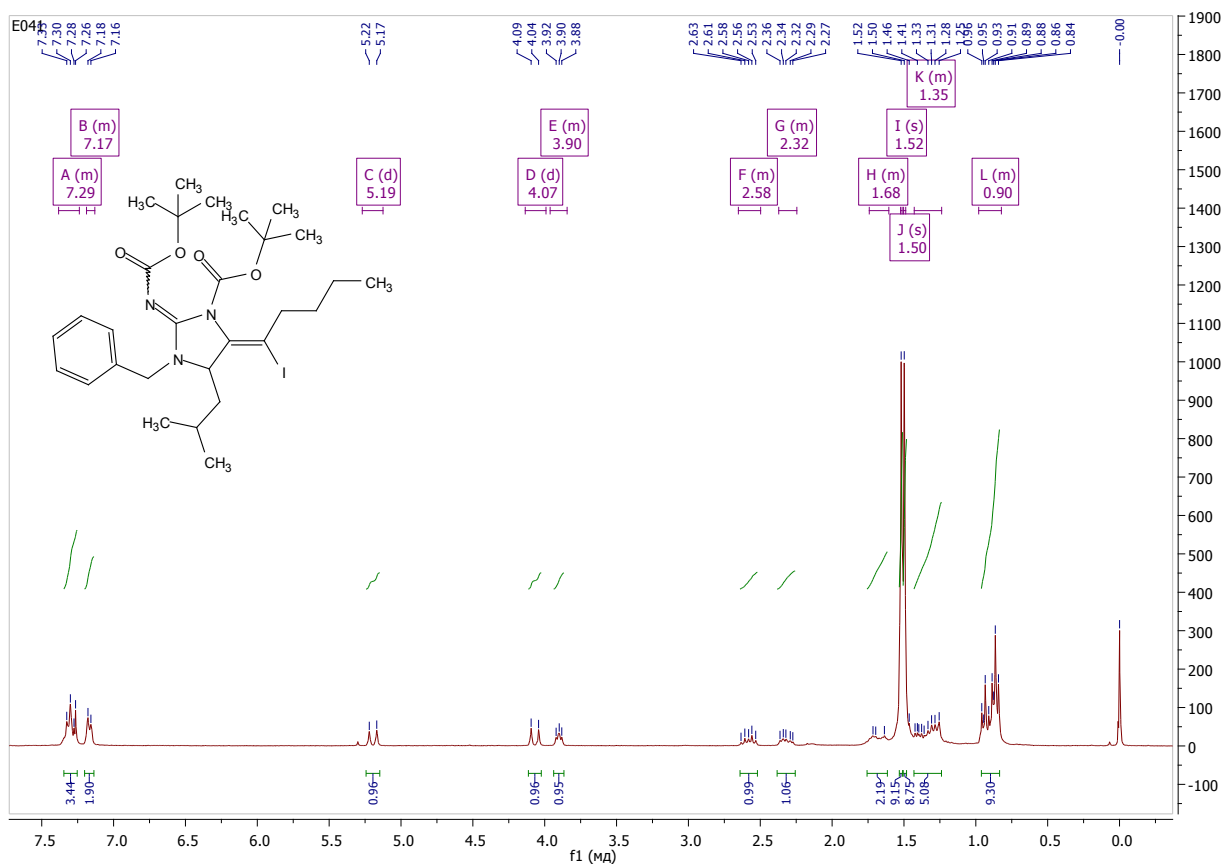 E041
7.33 7.30 7.28 7.26 7.18 7.16 5.22 5.17 4.09 4.04 3.92 3.90 3.88 2.63 2.61 2.58 2.56 2.53 2.36 2.34 2.32 2.29 2.27 1.52 1.50 1.46 1.41 1.33 1.31 1.28 1.25 0.96 0.95 0.93 0.91 0.89 0.88 0.86 0.84 -0.00
K (m)
1.35
B (m)
7.17
E (m)
3.90
G (m)
2.32
I (s)
1.52
A (m)
7.29
C (d)
5.19
D (d)
4.07
F (m)
2.58
H (m)
1.68
L (m)
0.90
J (s)
1.50
CH3
H3C CH3
CH3
H3C CH3
O O
O O
CH3
N N
N
I
H3C
CH3
3.44 1.90 0.96 0.96 0.95 0.99 1.06 2.19 9.15 8.75 5.08 9.30
7.5 7.0 6.5 6.0 5.5 5.0 4.5 4.0 3.5 3.0 2.5 2.0 1.5 1.0 0.5 0.0
f1 (мд)
1900
1800
1700
1600
1500
1400
1300
1200
1100
1000
900
800
700
600
500
400
300
200
100
0
-100